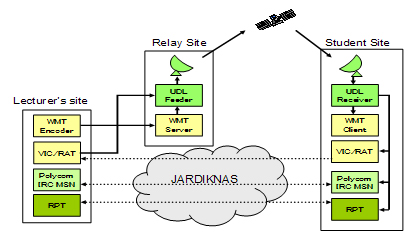 Relay Site
Student Site
Lecturer's site
UDL
Feeder
UDL
Receiver
WMT
Encoder
WMT
Server
WMT
Client
VIC/RAT
VIC/RAT
Polycom
IRC MSN
JARDIKNAS
Polycom
IRC MSN
RPT
RPT